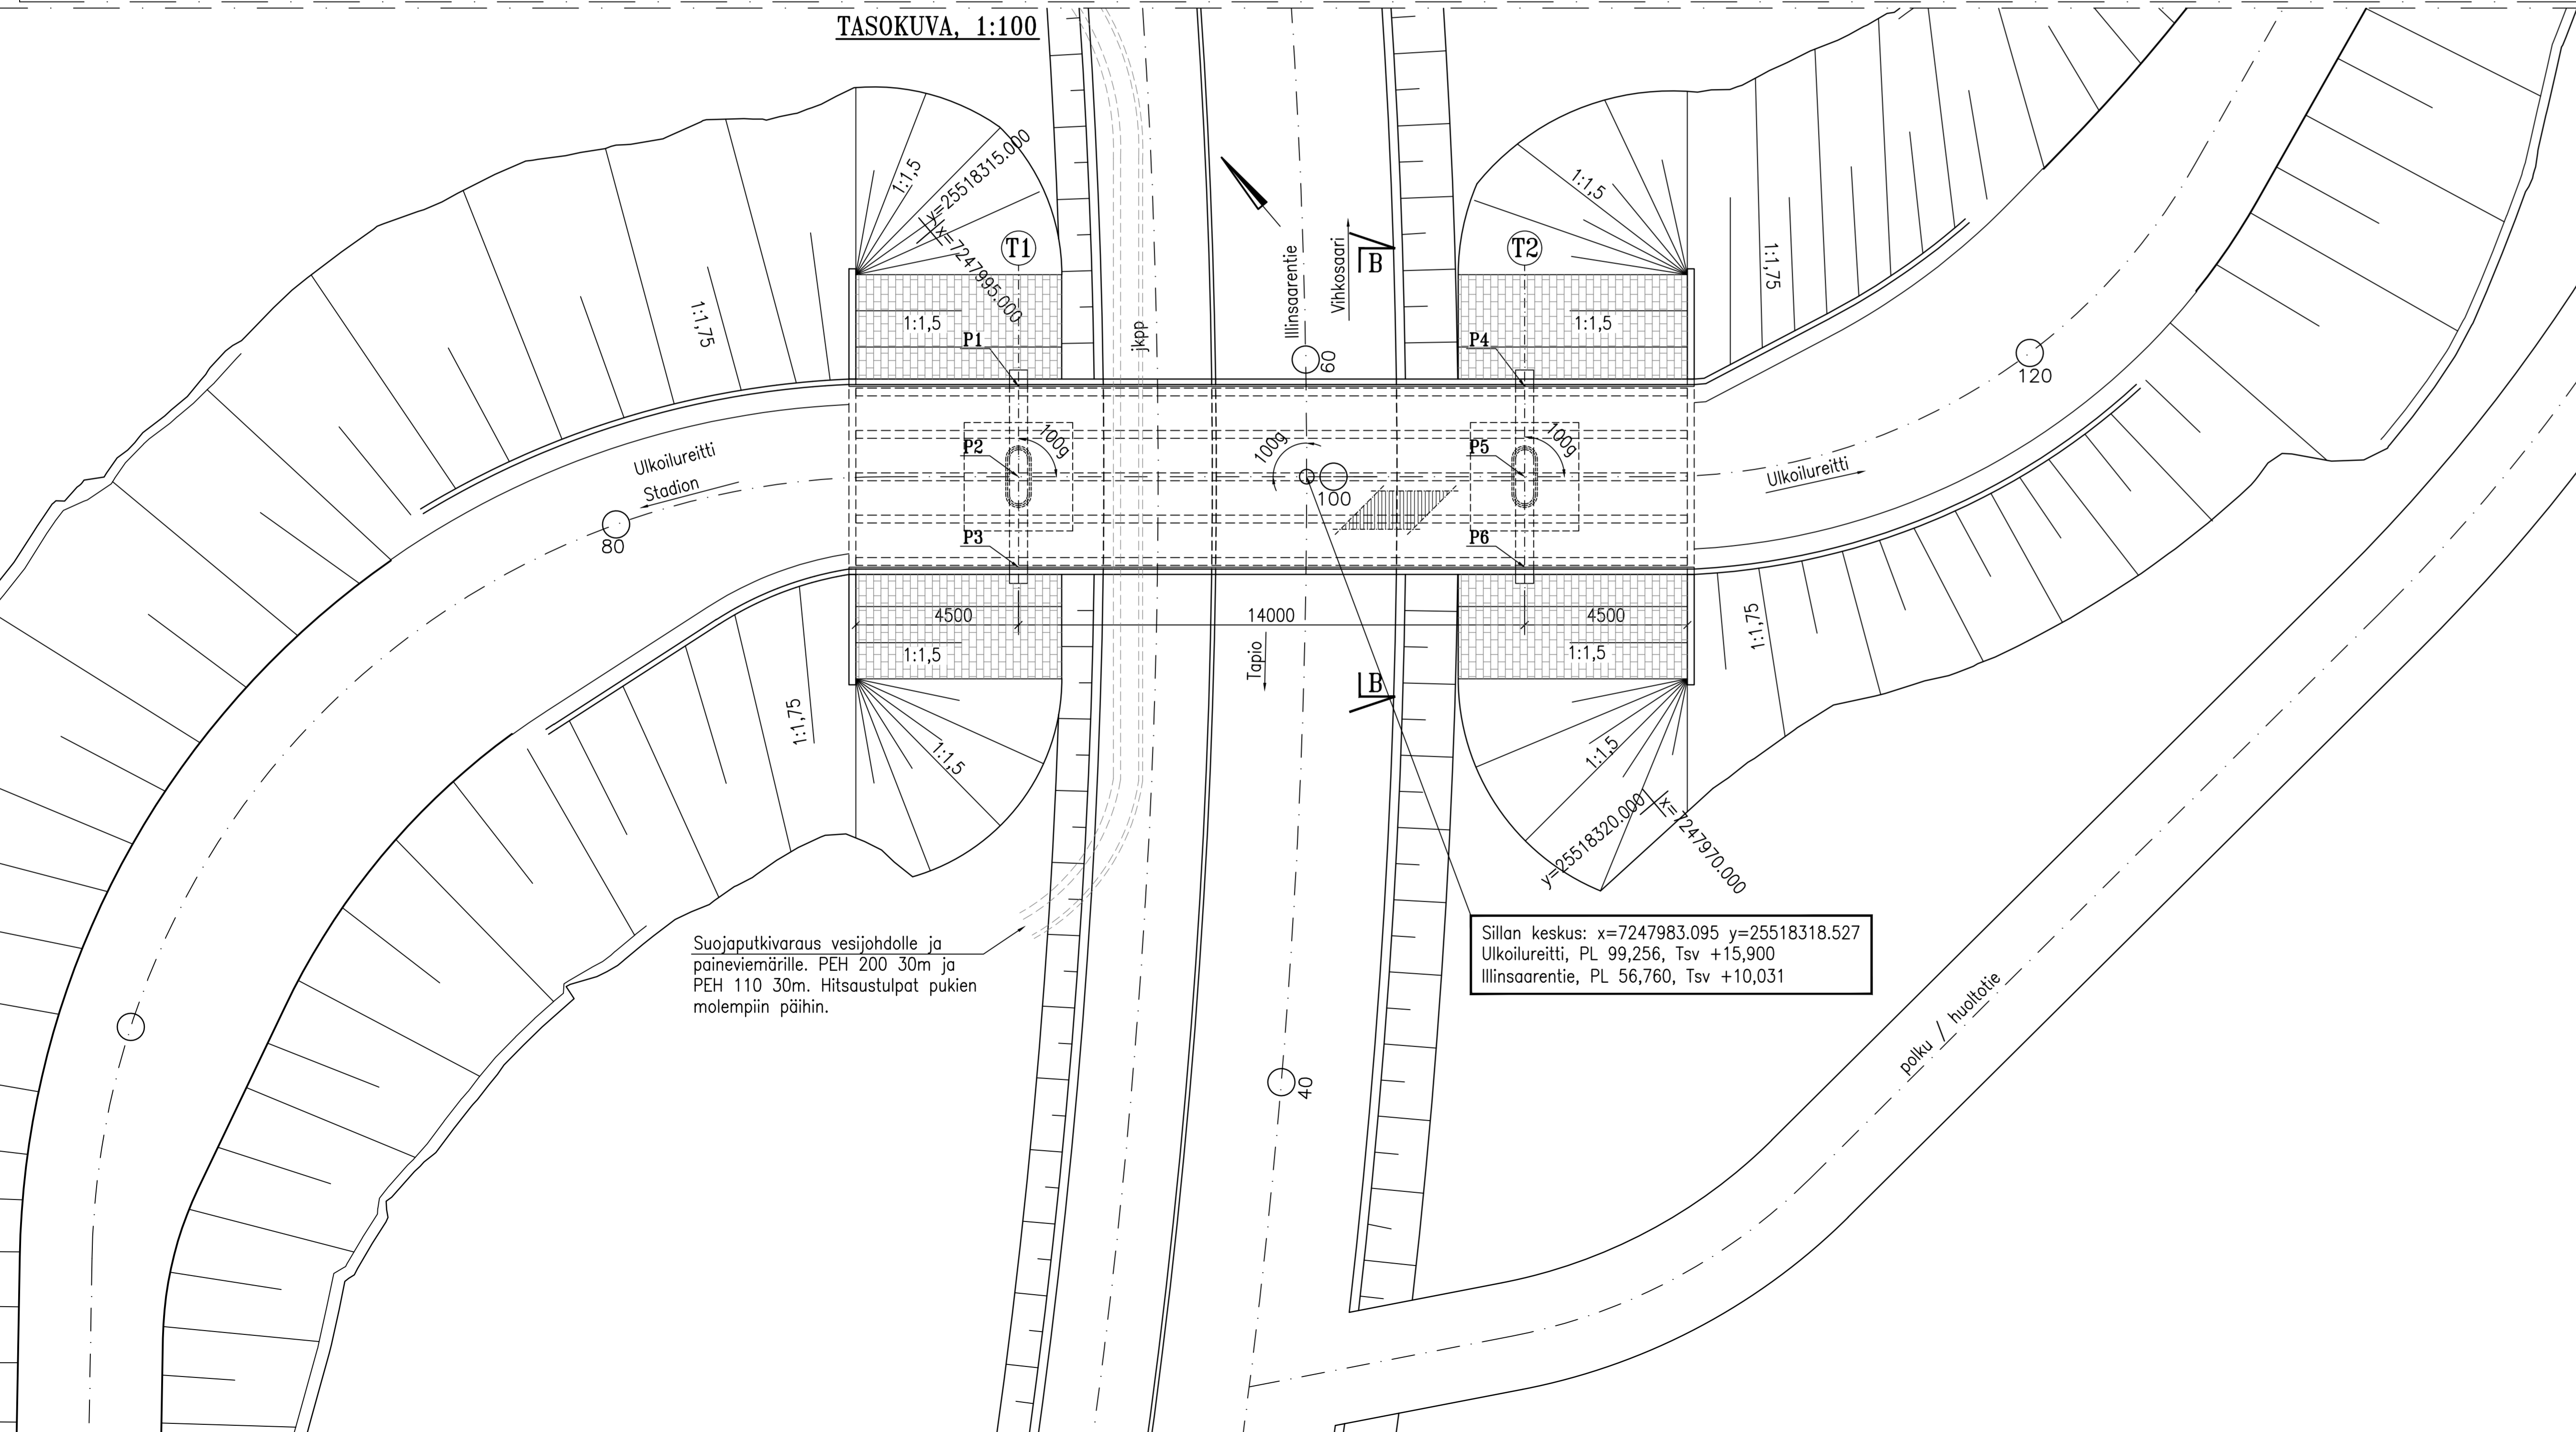 TASOKUVA, 1:100
1:1,5
y=25518315.000
x=7247995.000
T1
1:1,5
P1
1:1,75
jkpp
Illinsaarentie
60
Vihkosaari
B
T2
1:1,5
1:1,5
P4
1:1,75
120
Ulkoilureitti
Stadion
80
P2
100g
100g
100
P5
100g
Ulkoilureitti
P3
P6
4500
14000
4500
1:1,5
Tapio
1:1,5
B
1:1,75
1:1,75
1:1,5
1:1,5
y=25518320.000
x=7247970.000
Suojaputkivaraus vesijohdolle ja
paineviemärille. PEH 200 30m ja
PEH 110 30m. Hitsaustulpat pukien
molempiin päihin.
Sillan keskus: x=7247983.095 y=25518318.527
Ulkoilureitti, PL 99,256, Tsv +15,900
Illinsaarentie, PL 56,760, Tsv +10,031
40
polku / huoltotie